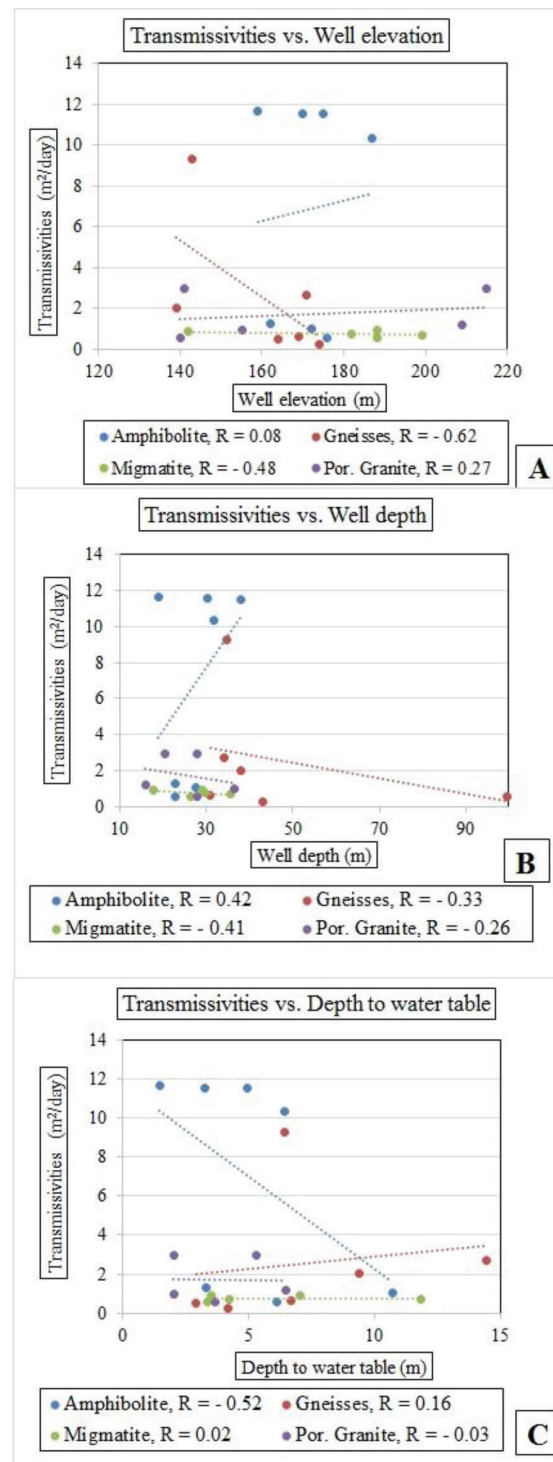 Transmissivities vs. Well elevation
Transmissivities (m²/day)
14
12
10
8
6
4
2
0
120 140 160 180 200 220
Well elevation (m)
Amphibolite, R = 0.08 Gneisses, R = - 0.62
Migmatite, R = - 0.48 Por. Granite, R = 0.27
A
Transmissivities vs. Well depth
Transmissivities (m²/day)
14
12
10
8
6
4
2
0
10 30 50 70 90
Well depth (m)
B
Amphibolite, R = 0.42 Gneisses, R = - 0.33
Migmatite, R = - 0.41 Por. Granite, R = - 0.26
Transmissivities vs. Depth to water table
Transmissivities (m²/day)
14
12
10
8
6
4
2
0
0 5 10 15
Depth to water table (m)
Amphibolite, R = - 0.52 Gneisses, R = 0.16
Migmatite, R = 0.02 Por. Granite, R = - 0.03
C